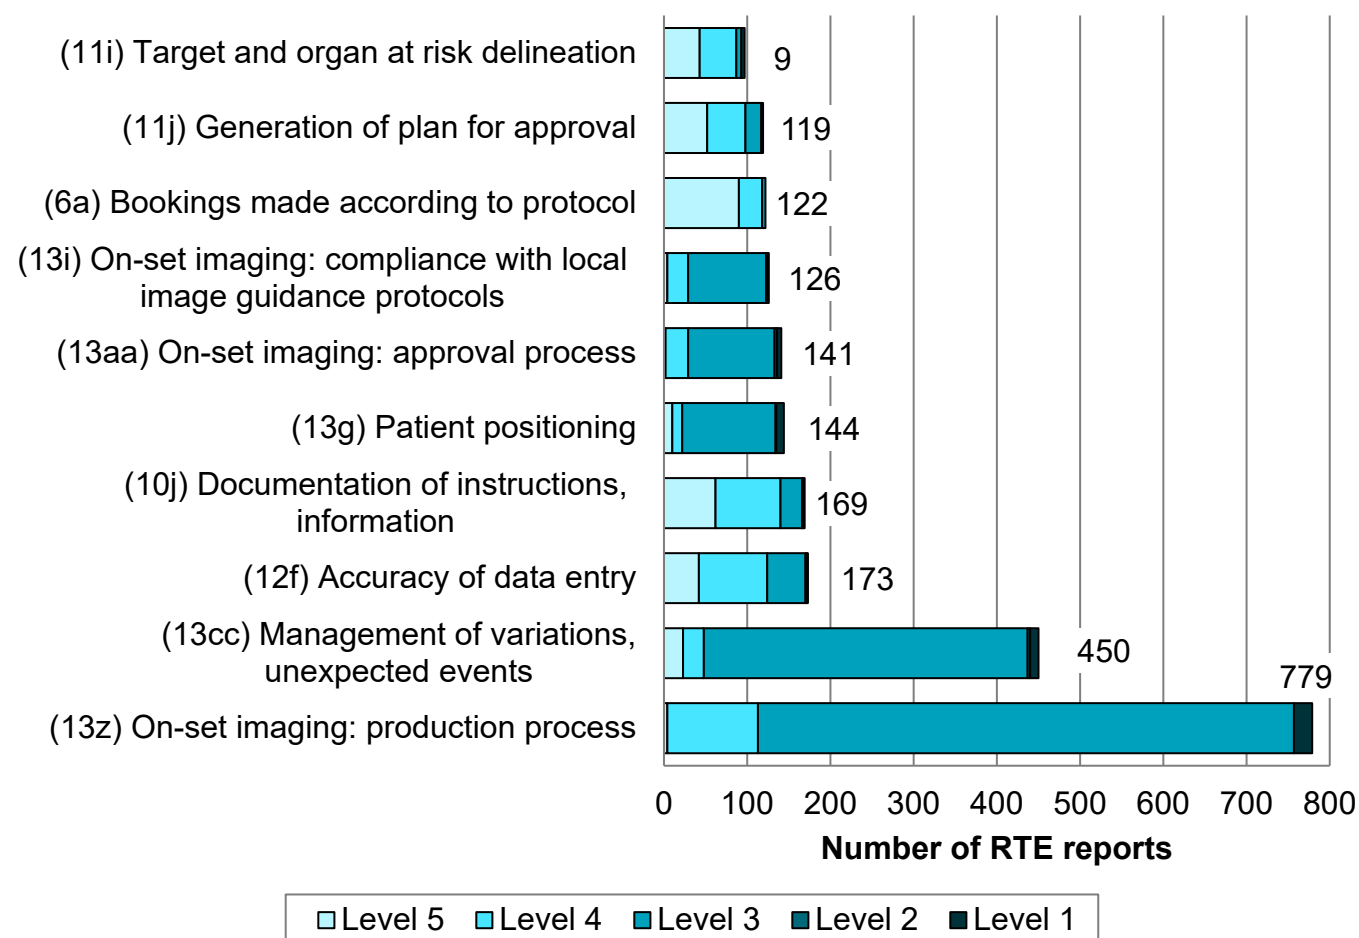 (11i) Target and organ at risk delineation
9
(11j) Generation of plan for approval
119
(6a) Bookings made according to protocol
122
(13i) On-set imaging: compliance with local
image guidance protocols
126
(13aa) On-set imaging: approval process
141
(13g) Patient positioning
144
(10j) Documentation of instructions,
information
169
(12f) Accuracy of data entry
173
(13cc) Management of variations,
unexpected events
450
(13z) On-set imaging: production process
779
0 100 200 300 400 500 600 700 800
Number of RTE reports
Level 5 Level 4 Level 3 Level 2 Level 1